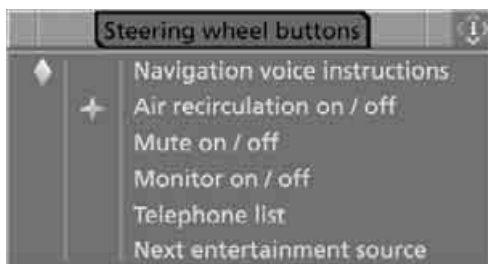 Steering wheel buttons
Navigation voice instructions
Air recirculation on / off
Mute on / off
Monitor on / off
Telephone list
Next entertainment source